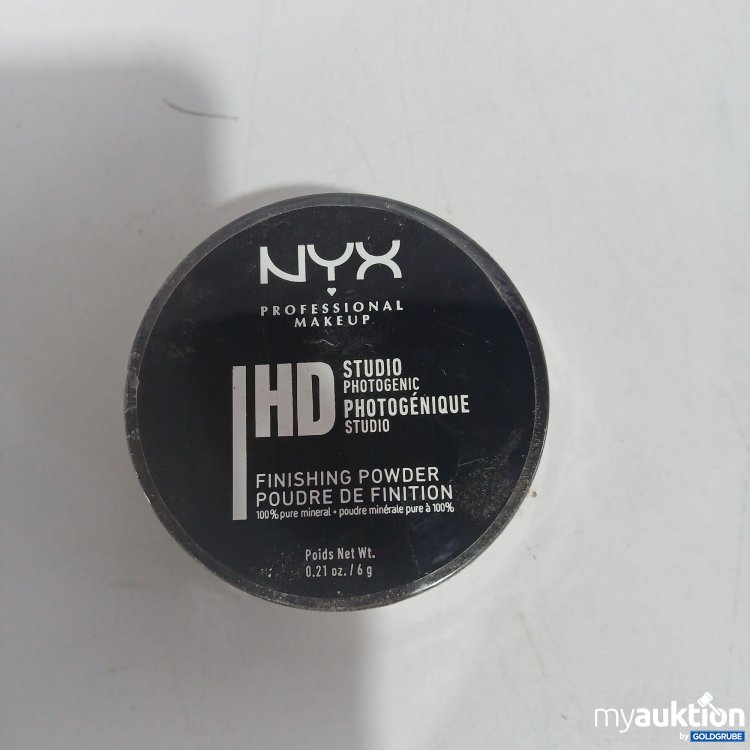 NYX
PROFESSIONAL
MAKEUP
HD
STUDIO
PHOTOGENIC
PHOTOGÉNIQUE
STUDIO
FINISHING POWDER
POUDRE DE FINITION
100% pure mineral • poudre minérale pure à 100%
Poids Net Wt.
0.21 oz. / 6 g
myauktion
by GOLDGRUBE